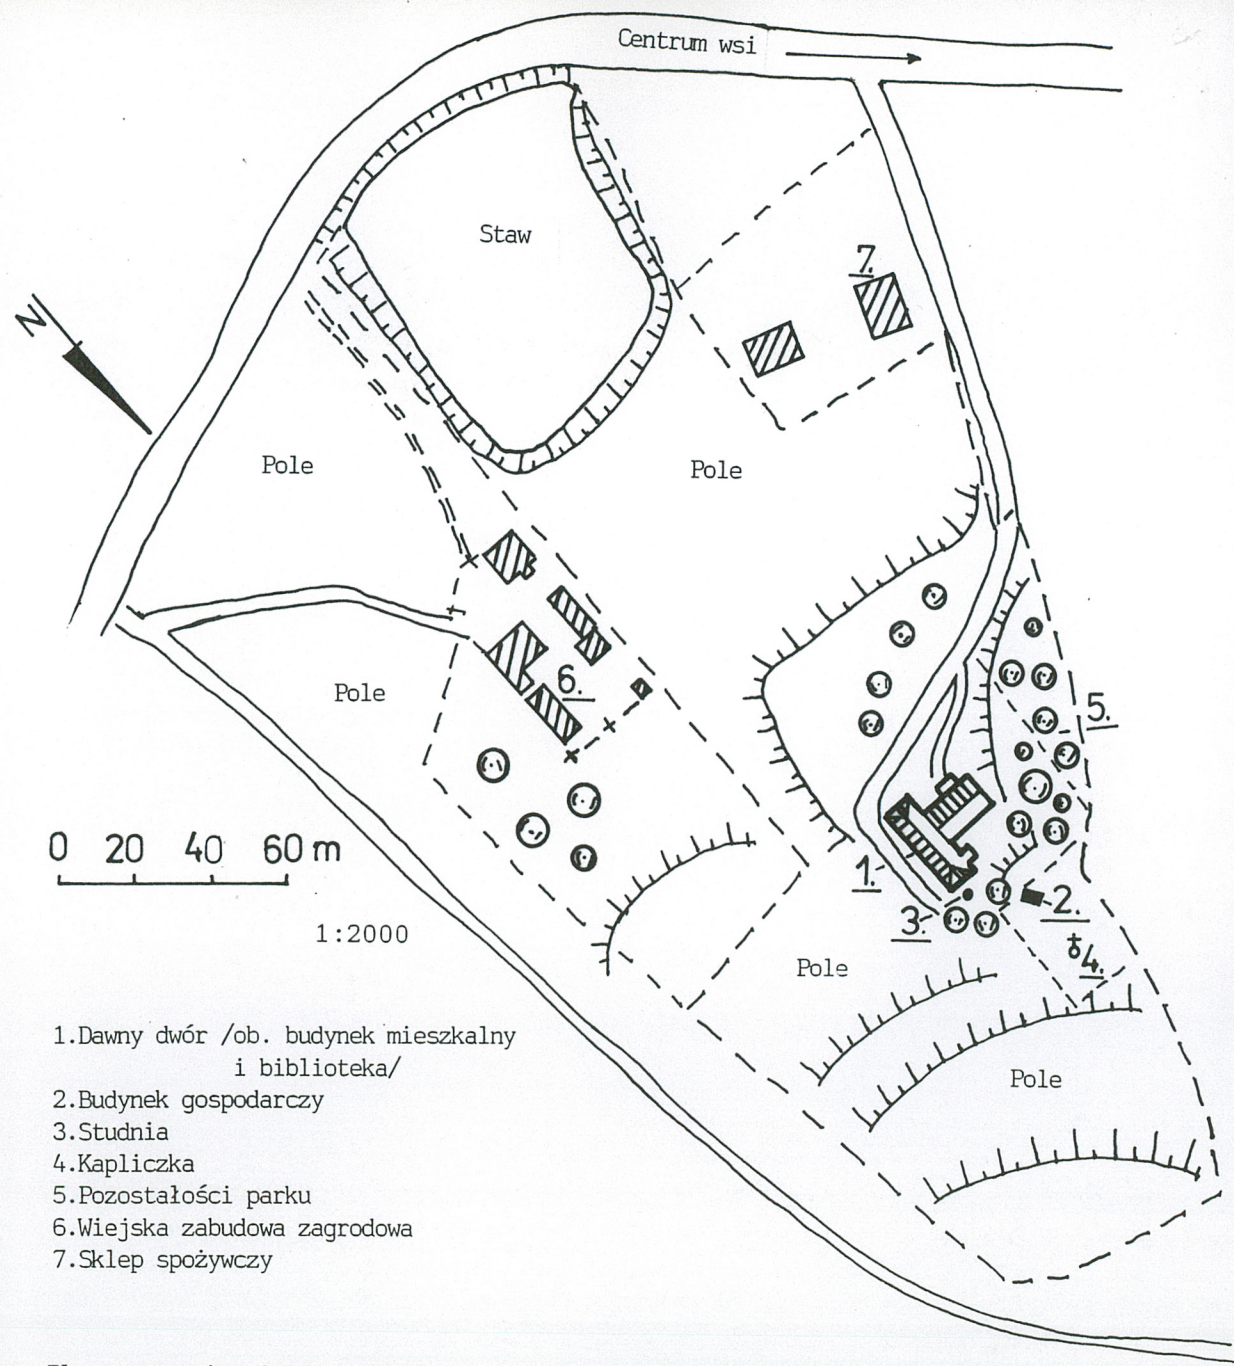 Centrum wsi
Staw
7.
N
Pole
Pole
6.
Pole
5.
0 20 40 60 m
1.
2.
3.
1:2000
4.
Pole
Pole
1.Dawny dwór /ob. budynek mieszkalny
i biblioteka/
2.Budynek gospodarczy
3.Studnia
4.Kapliczka
5.Pozostałości parku
6.Wiejska zabudowa zagrodowa
7.Sklep spożywczy